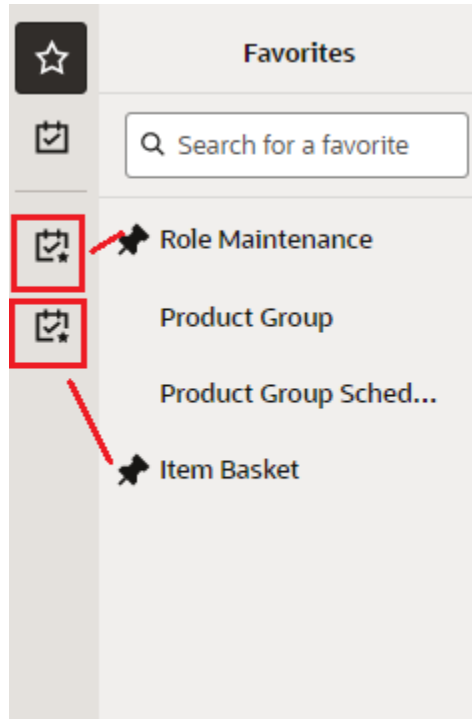 Favorites
Search for a favorite
Role Maintenance
Product Group
Product Group Sched...
Item Basket